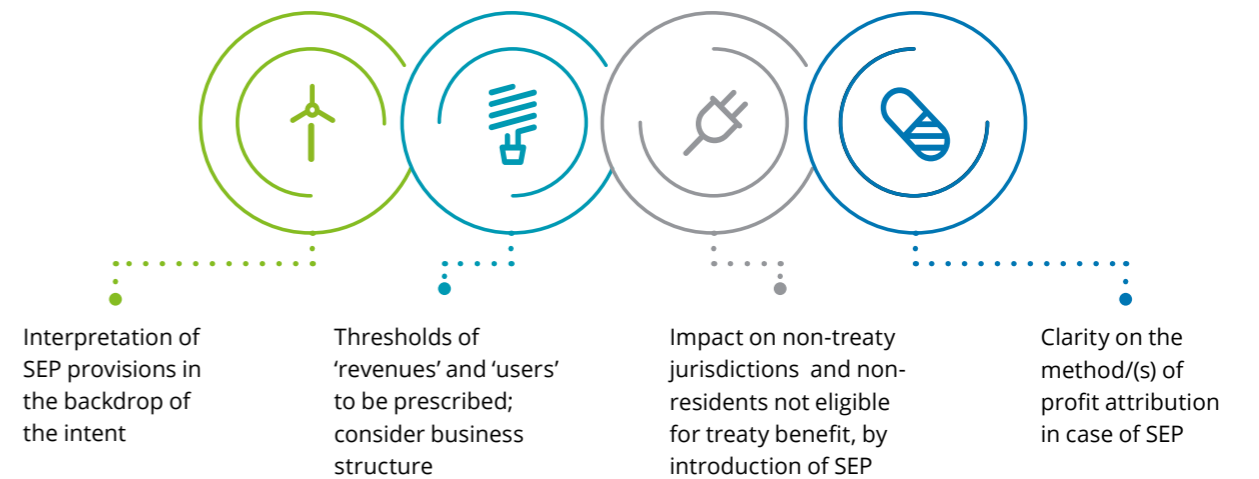 Interpretation of
SEP provisions in
the backdrop of
the intent
Thresholds of
‘revenues’ and ‘users’
to be prescribed;
consider business
structure
Impact on non-treaty
jurisdictions and non-
residents not eligible
for treaty benefit, by
introduction of SEP
Clarity on the
method/(s) of
profit attribution
in case of SEP